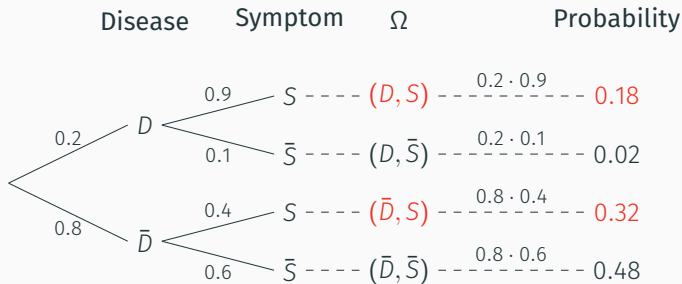 Disease Symptom Ω Probability
0.9 S (D, S) 0.2 · 0.9 0.18
0.2 D
0.1 S̄ (D, S̄) 0.2 · 0.1 0.02
0.4 S (D̄, S) 0.8 · 0.4 0.32
0.8 D̄
0.6 S̄ (D̄, S̄) 0.8 · 0.6 0.48